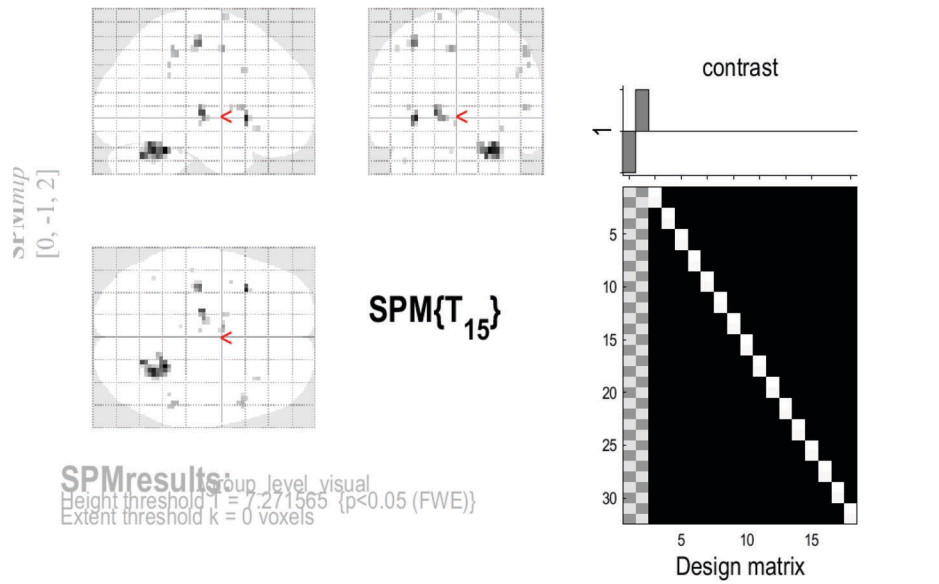 contrast
1
SPMmip
[0, -1, 2]
<
<
<
SPM{T15}
5
10
15
20
25
30
5 10 15
Design matrix
SPMresults: .\group_level_visual
Height threshold T = 7.271565 {p<0.05 (FWE)}
Extent threshold k = 0 voxels